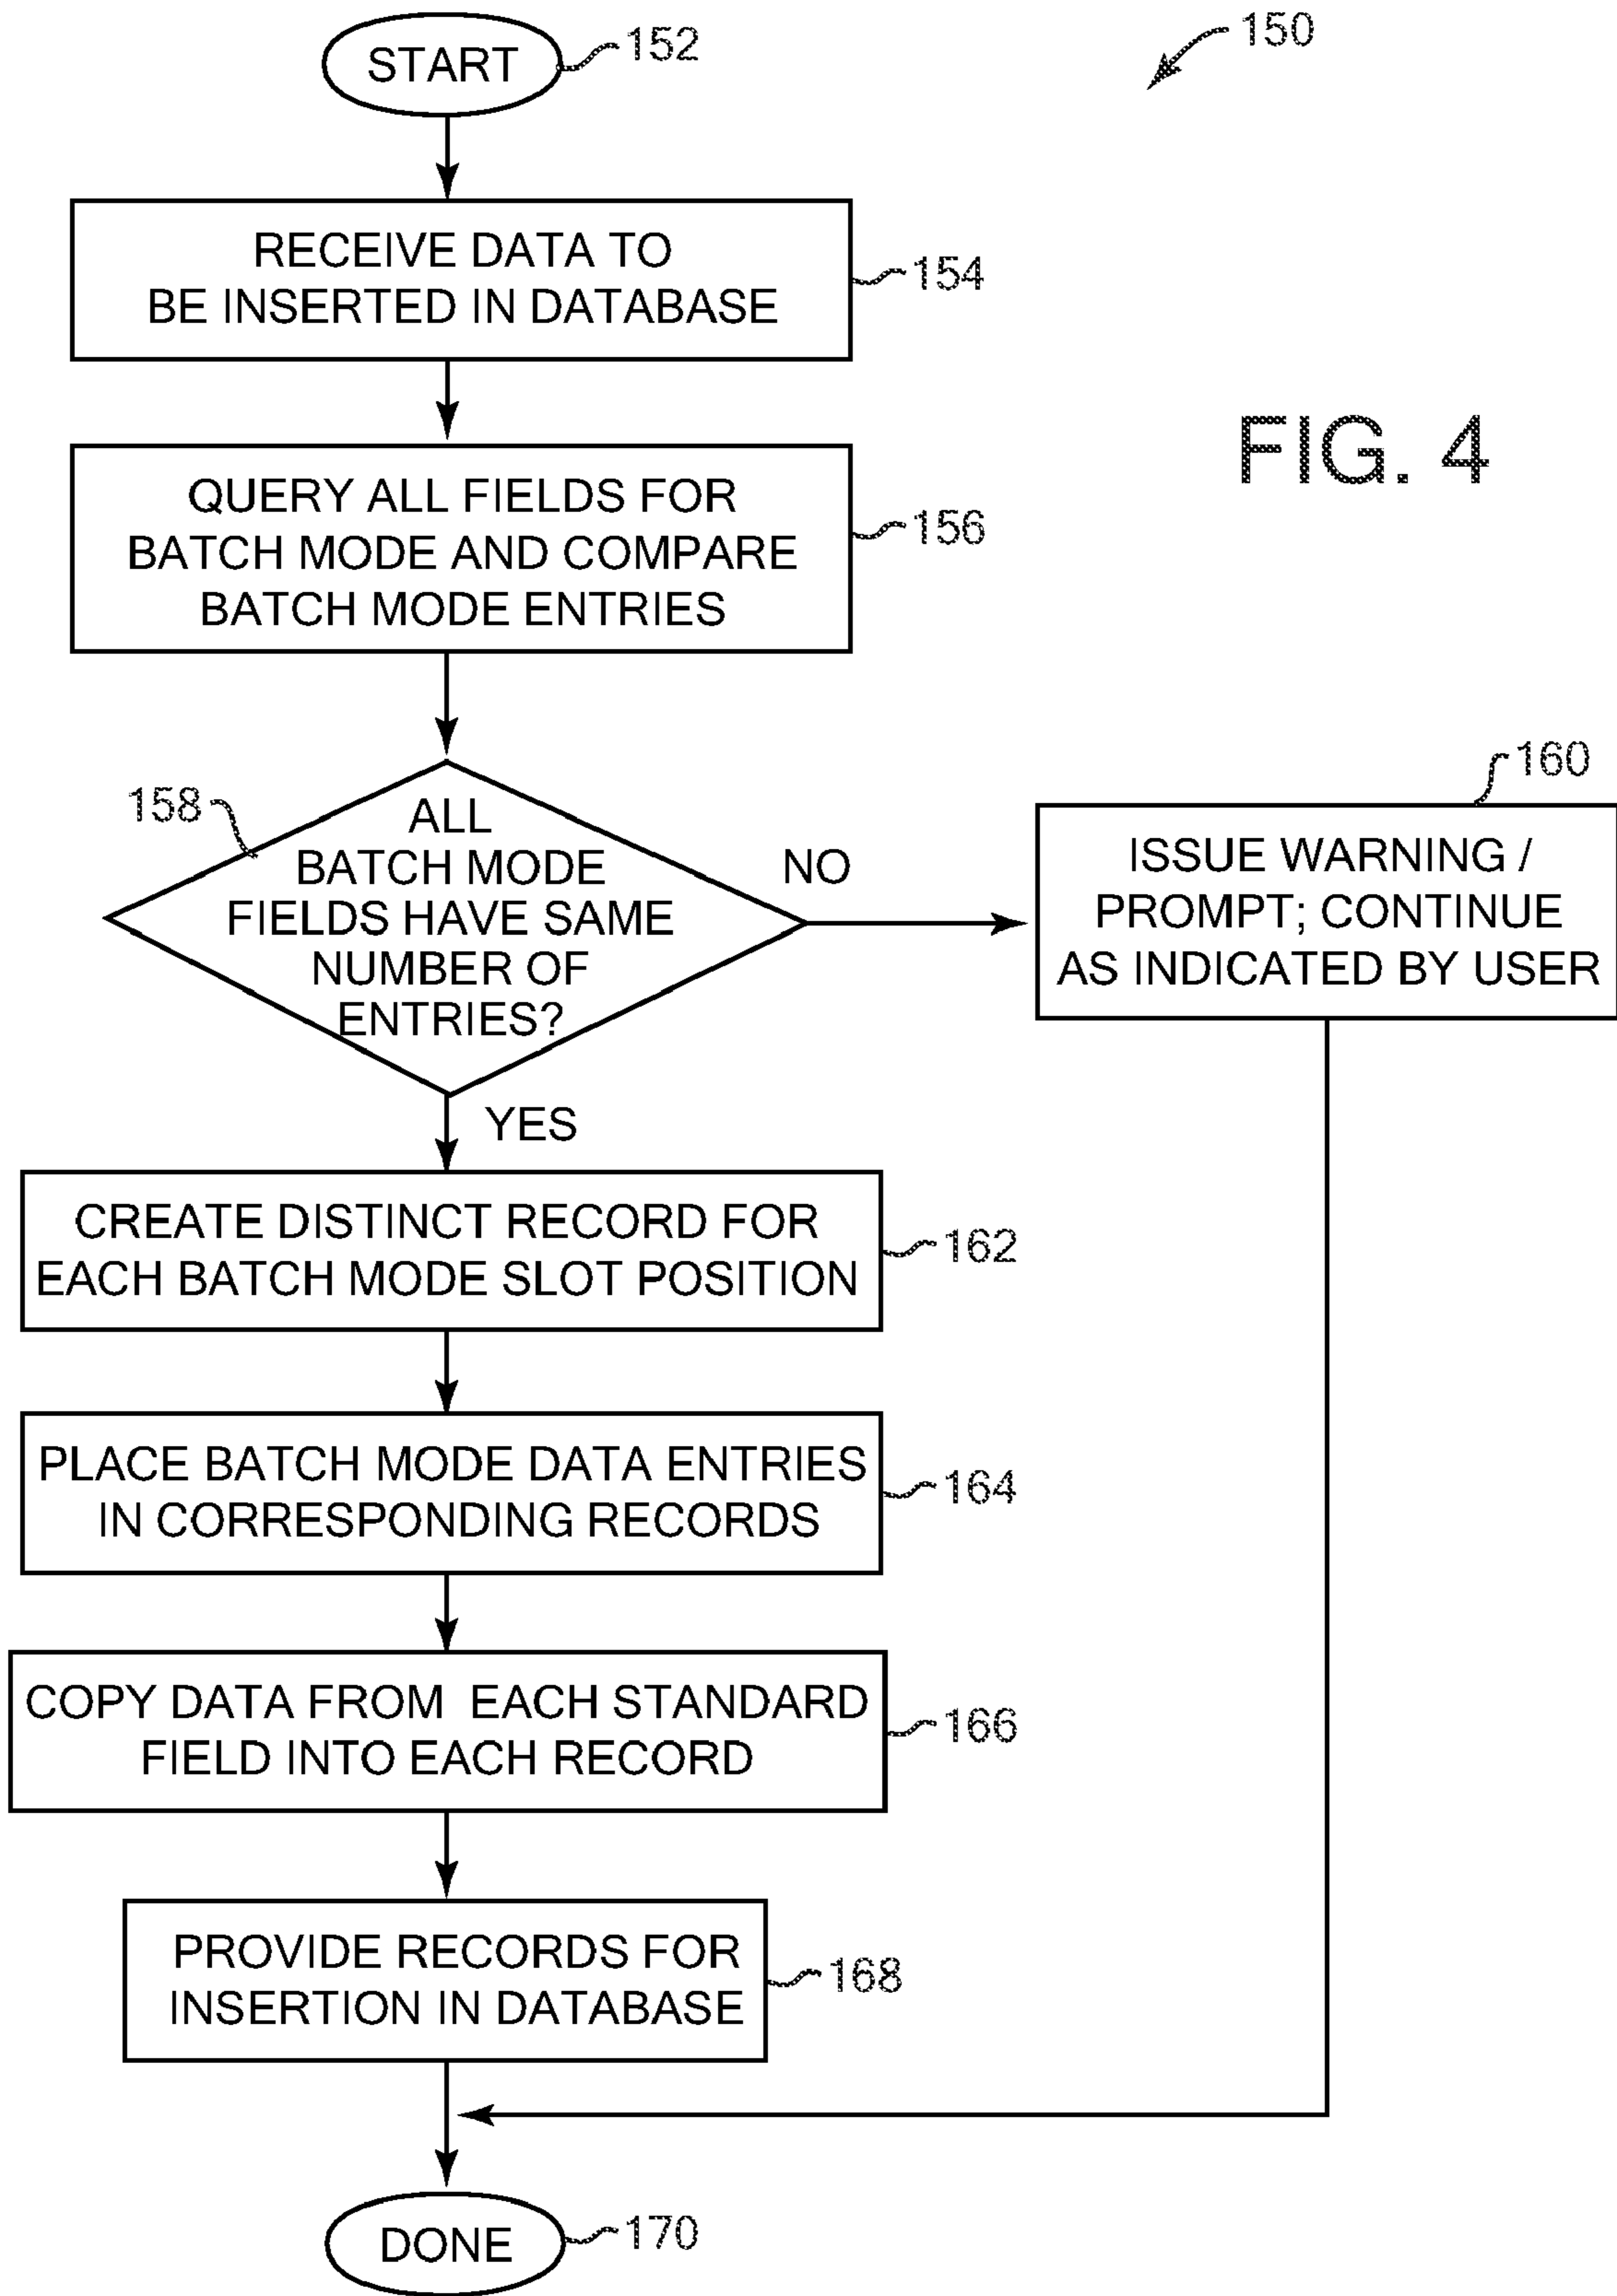 START
152
150
RECEIVE DATA TO
BE INSERTED IN DATABASE
154
FIG. 4
QUERY ALL FIELDS FOR
BATCH MODE AND COMPARE
BATCH MODE ENTRIES
156
158
ALL
BATCH MODE
FIELDS HAVE SAME
NUMBER OF
ENTRIES?
NO
160
ISSUE WARNING /
PROMPT; CONTINUE
AS INDICATED BY USER
YES
CREATE DISTINCT RECORD FOR
EACH BATCH MODE SLOT POSITION
162
PLACE BATCH MODE DATA ENTRIES
IN CORRESPONDING RECORDS
164
COPY DATA FROM EACH STANDARD
FIELD INTO EACH RECORD
166
PROVIDE RECORDS FOR
INSERTION IN DATABASE
168
DONE
170